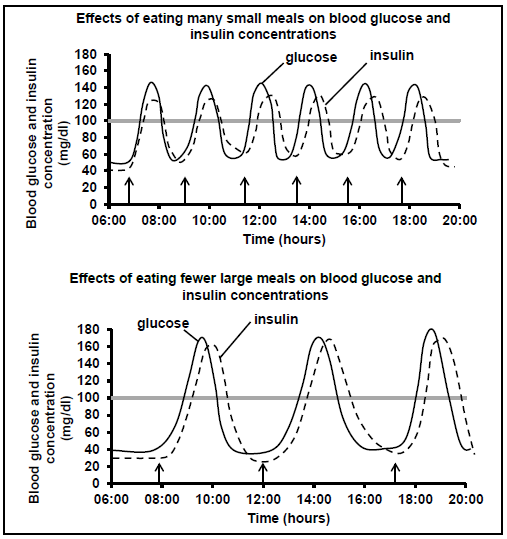 Effects of eating many small meals on blood glucose and
insulin concentrations
Blood glucose and insulin
concentration
(mg/dl)
180
160
140
120
100
80
60
40
20
0
glucose
insulin
06:00 08:00 10:00 12:00 14:00 16:00 18:00 20:00
Time (hours)
Effects of eating fewer large meals on blood glucose and
insulin concentrations
Blood glucose and insulin
concentration
(mg/dl)
180
160
140
120
100
80
60
40
20
0
glucose
insulin
06:00 08:00 10:00 12:00 14:00 16:00 18:00 20:00
Time (hours)